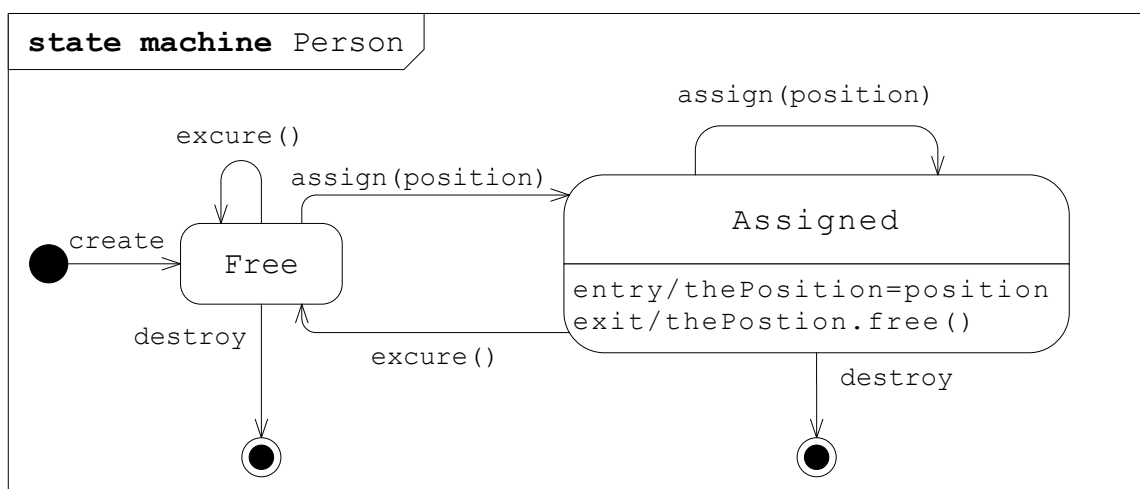 state machine Person
assign(position)
excure()
assign(position)
create
Free
Assigned
entry/thePosition=position
exit/thePostion.free()
destroy
excure()
destroy